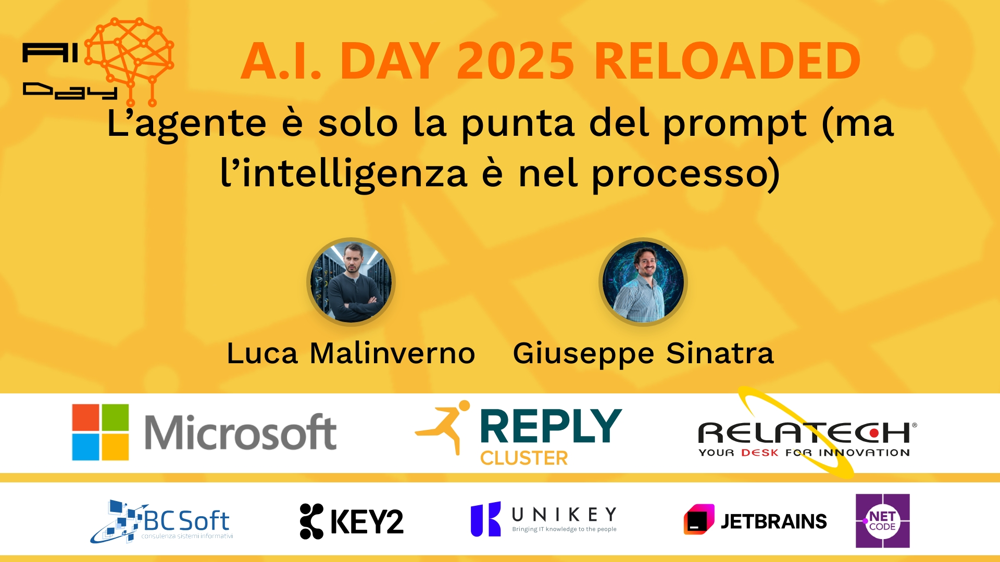 AI
Day
A.I. DAY 2025 RELOADED
L’agente è solo la punta del prompt (ma
l’intelligenza è nel processo)
Luca Malinverno
Giuseppe Sinatra
Microsoft
REPLY
CLUSTER
RELATECH®
YOUR DESK FOR INNOVATION
BC Soft
consulenza sistemi informativi
KEY2
UNIKEY
Bringing IT knowledge to the people
JETBRAINS
NET
CODE